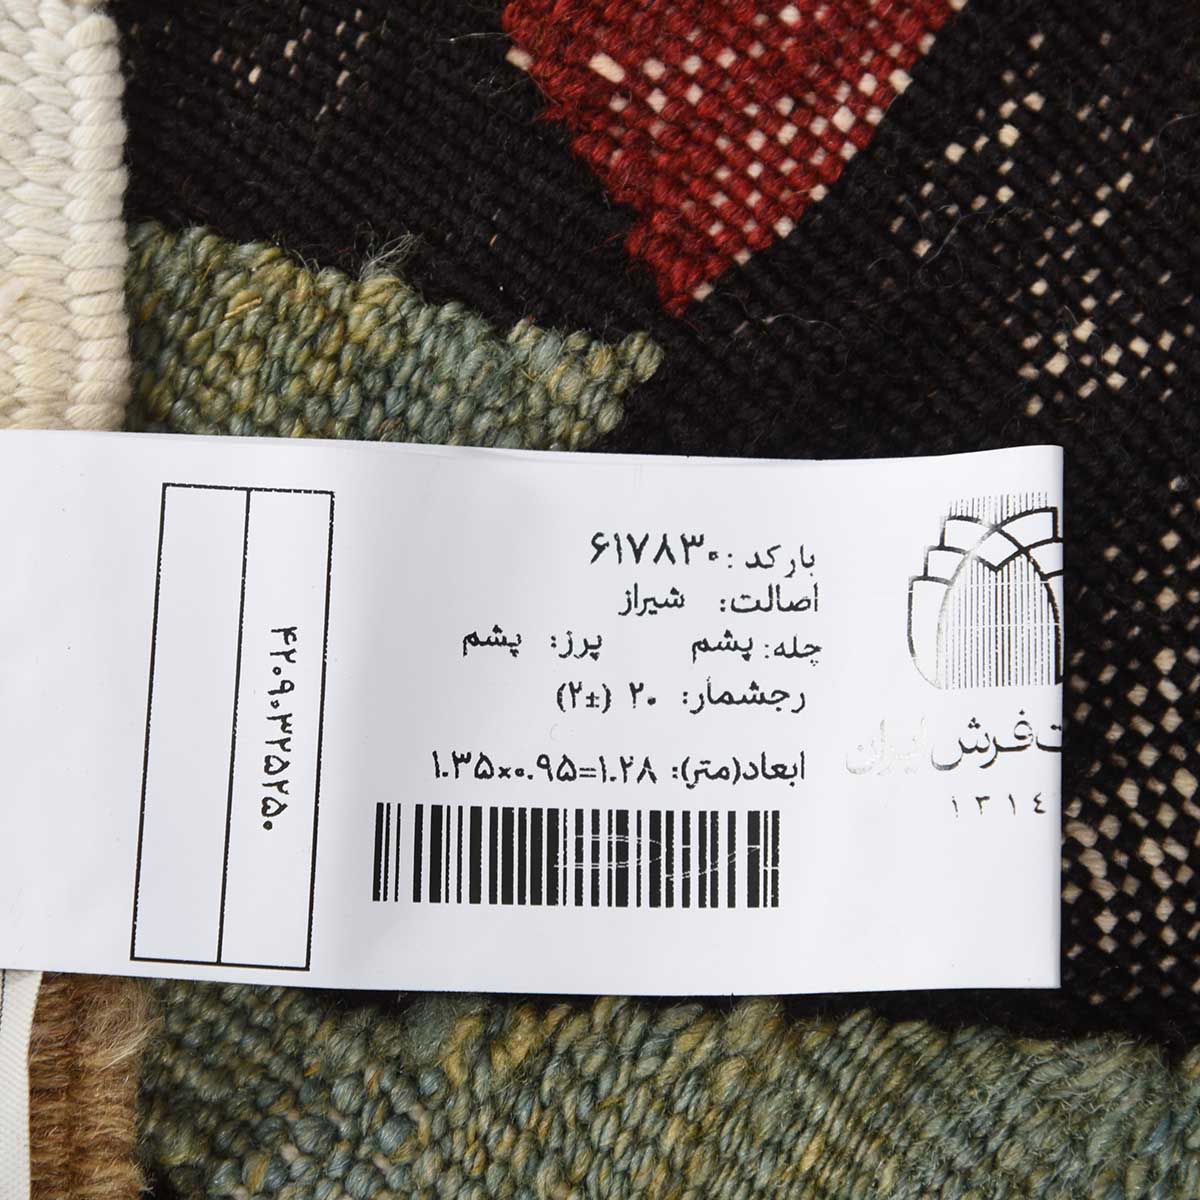 بارکد: ۶۱۷۸۳۰
اصالت: شیراز
چله: پشم پرز: پشم
رجشمار: ۲۰ (±۲)
ابعاد(متر): ۱.۳۵×۰.۹۵=۱.۲۸
ت فرش ایران
۱۳۱٤
۴۲۰۹۰۳۲۵۲۵۰